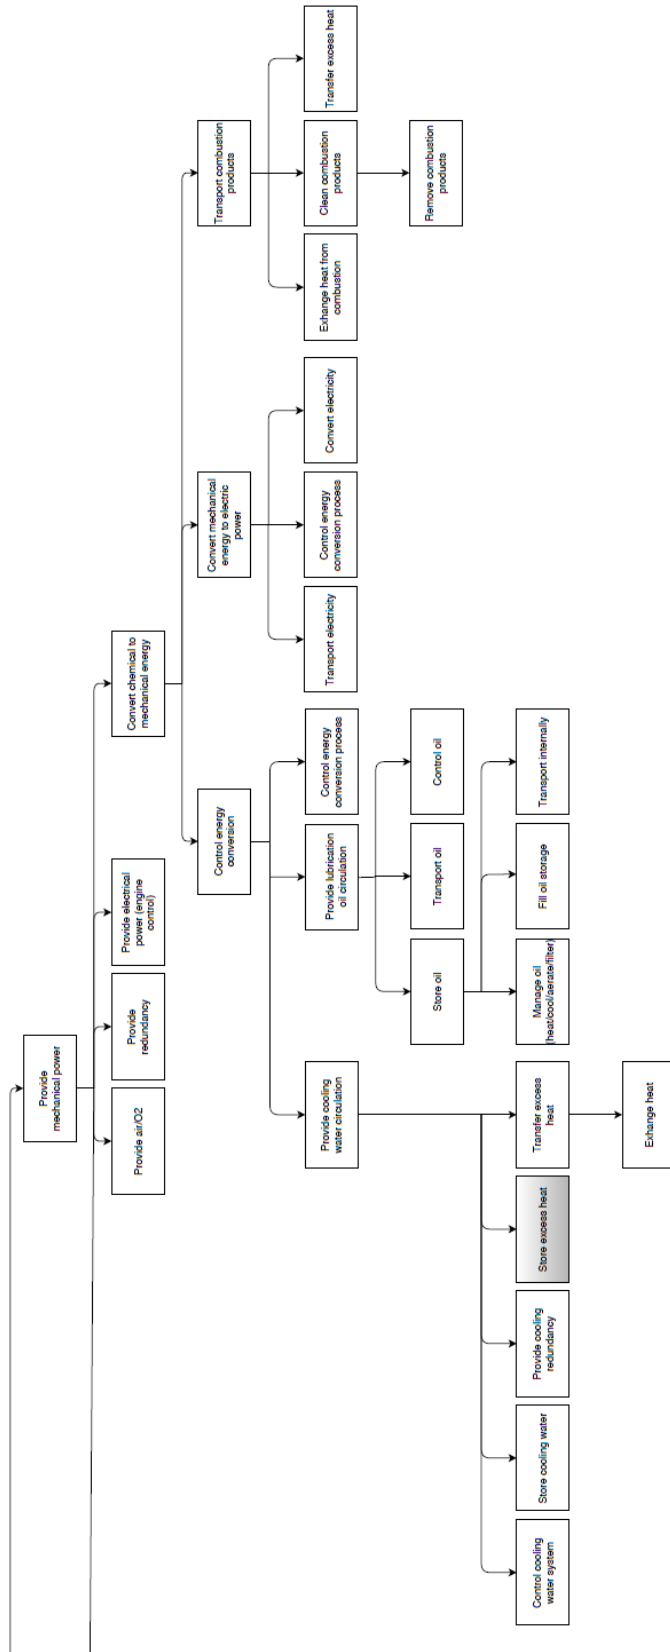 Provide
mechanical power
Provide air/O2
Provide
redundancy
Provide electrical
power (engine
control)
Convert chemical to
mechanical energy
Control energy
conversion
Convert mechanical
energy to electric
power
Transport combustion
products
Provide cooling
water circulation
Provide lubrication
oil circulation
Control energy
conversion process
Transport electricity
Control energy
conversion process
Convert electricity
Exhange heat from
combustion
Clean combustion
products
Transfer excess heat
Store oil
Transport oil
Control oil
Remove combustion
products
Control cooling
water system
Store cooling water
Provide cooling
redundancy
Store excess heat
Transfer excess
heat
Manage oil
(heat/cool/aerate/filter)
Fill oil storage
Transport internally
Exhange heat